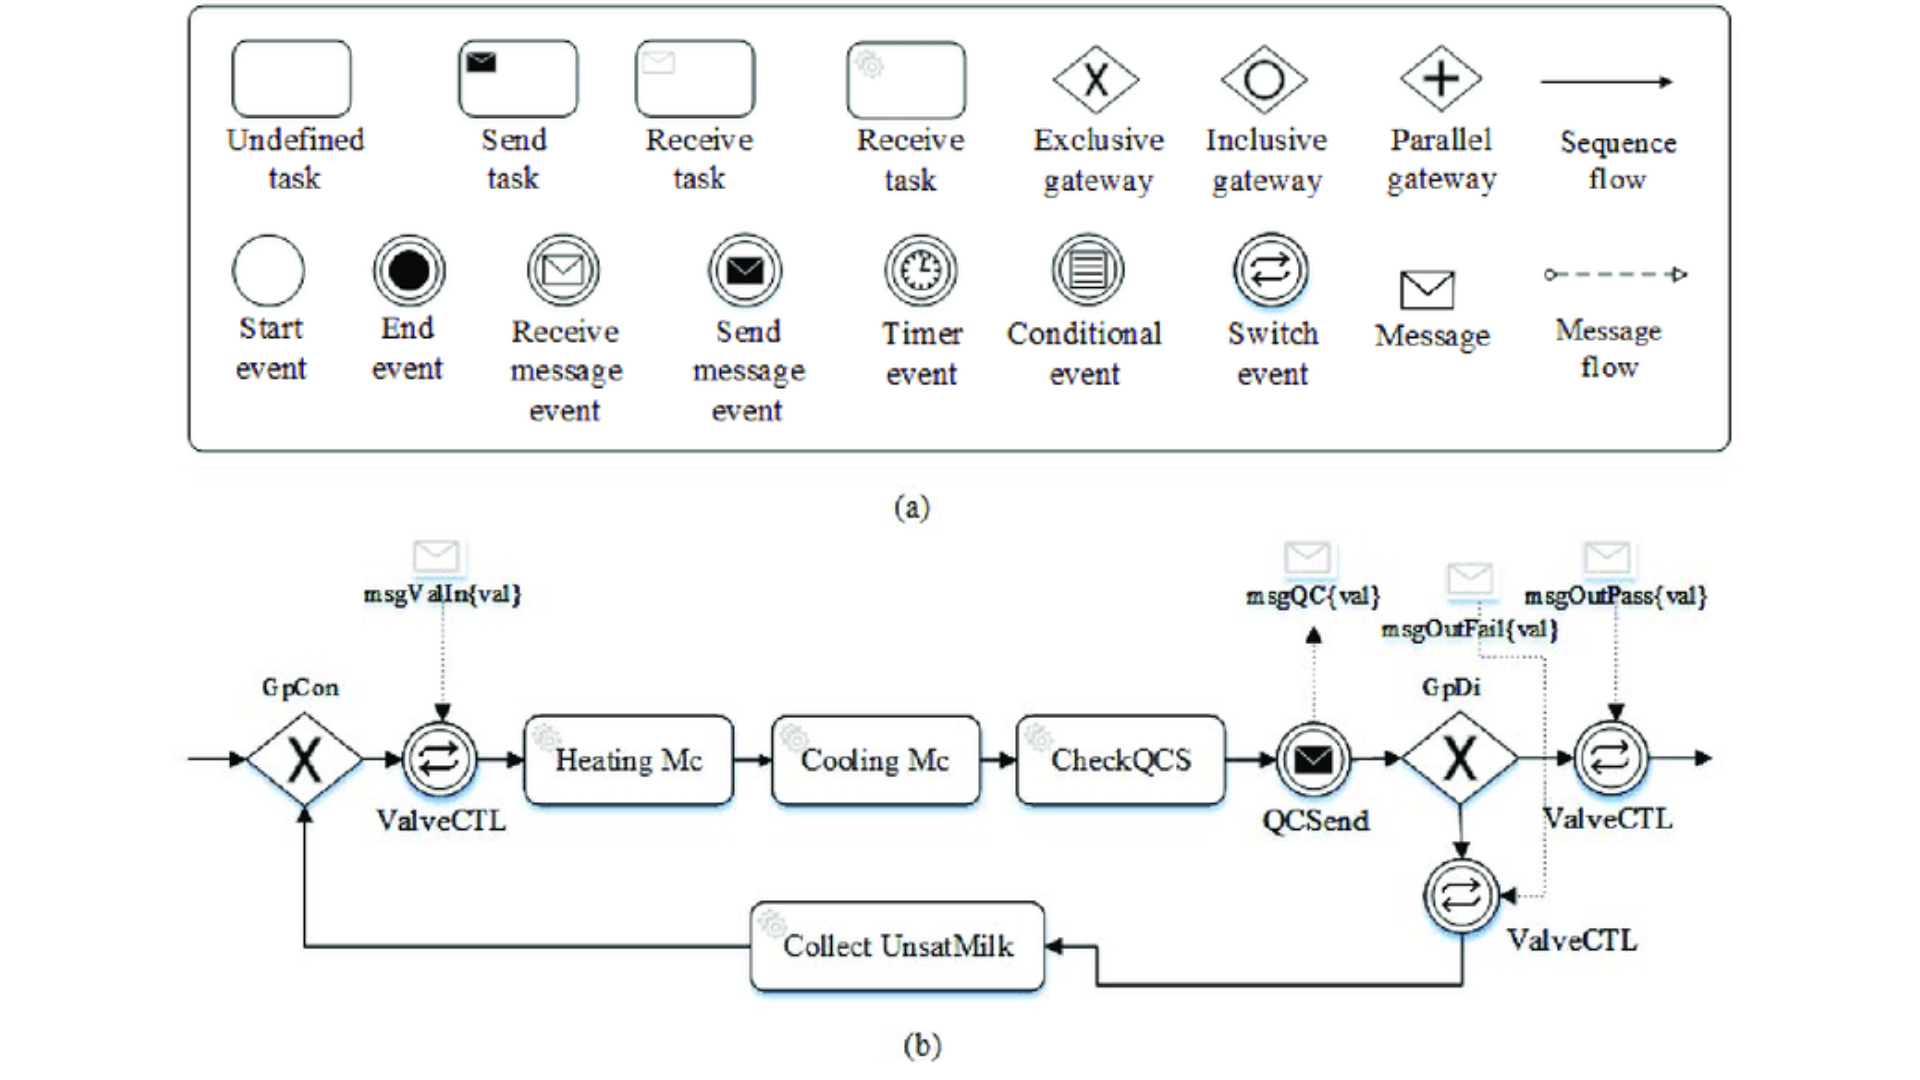 Undefined
task
Send
task
Receive
task
Receive
task
Exclusive
gateway
Inclusive
gateway
Parallel
gateway
Sequence
flow
Start
event
End
event
Receive
message
event
Send
message
event
Timer
event
Conditional
event
Switch
event
Message
Message
flow
(a)
msgValIn{val}
msgQC{val}
msgOutFail{val}
msgOutPass{val}
GpCon
X
ValveCTL
Heating Mc
Cooling Mc
CheckQCS
QCSend
GpDi
X
ValveCTL
ValveCTL
Collect UnsatMilk
(b)